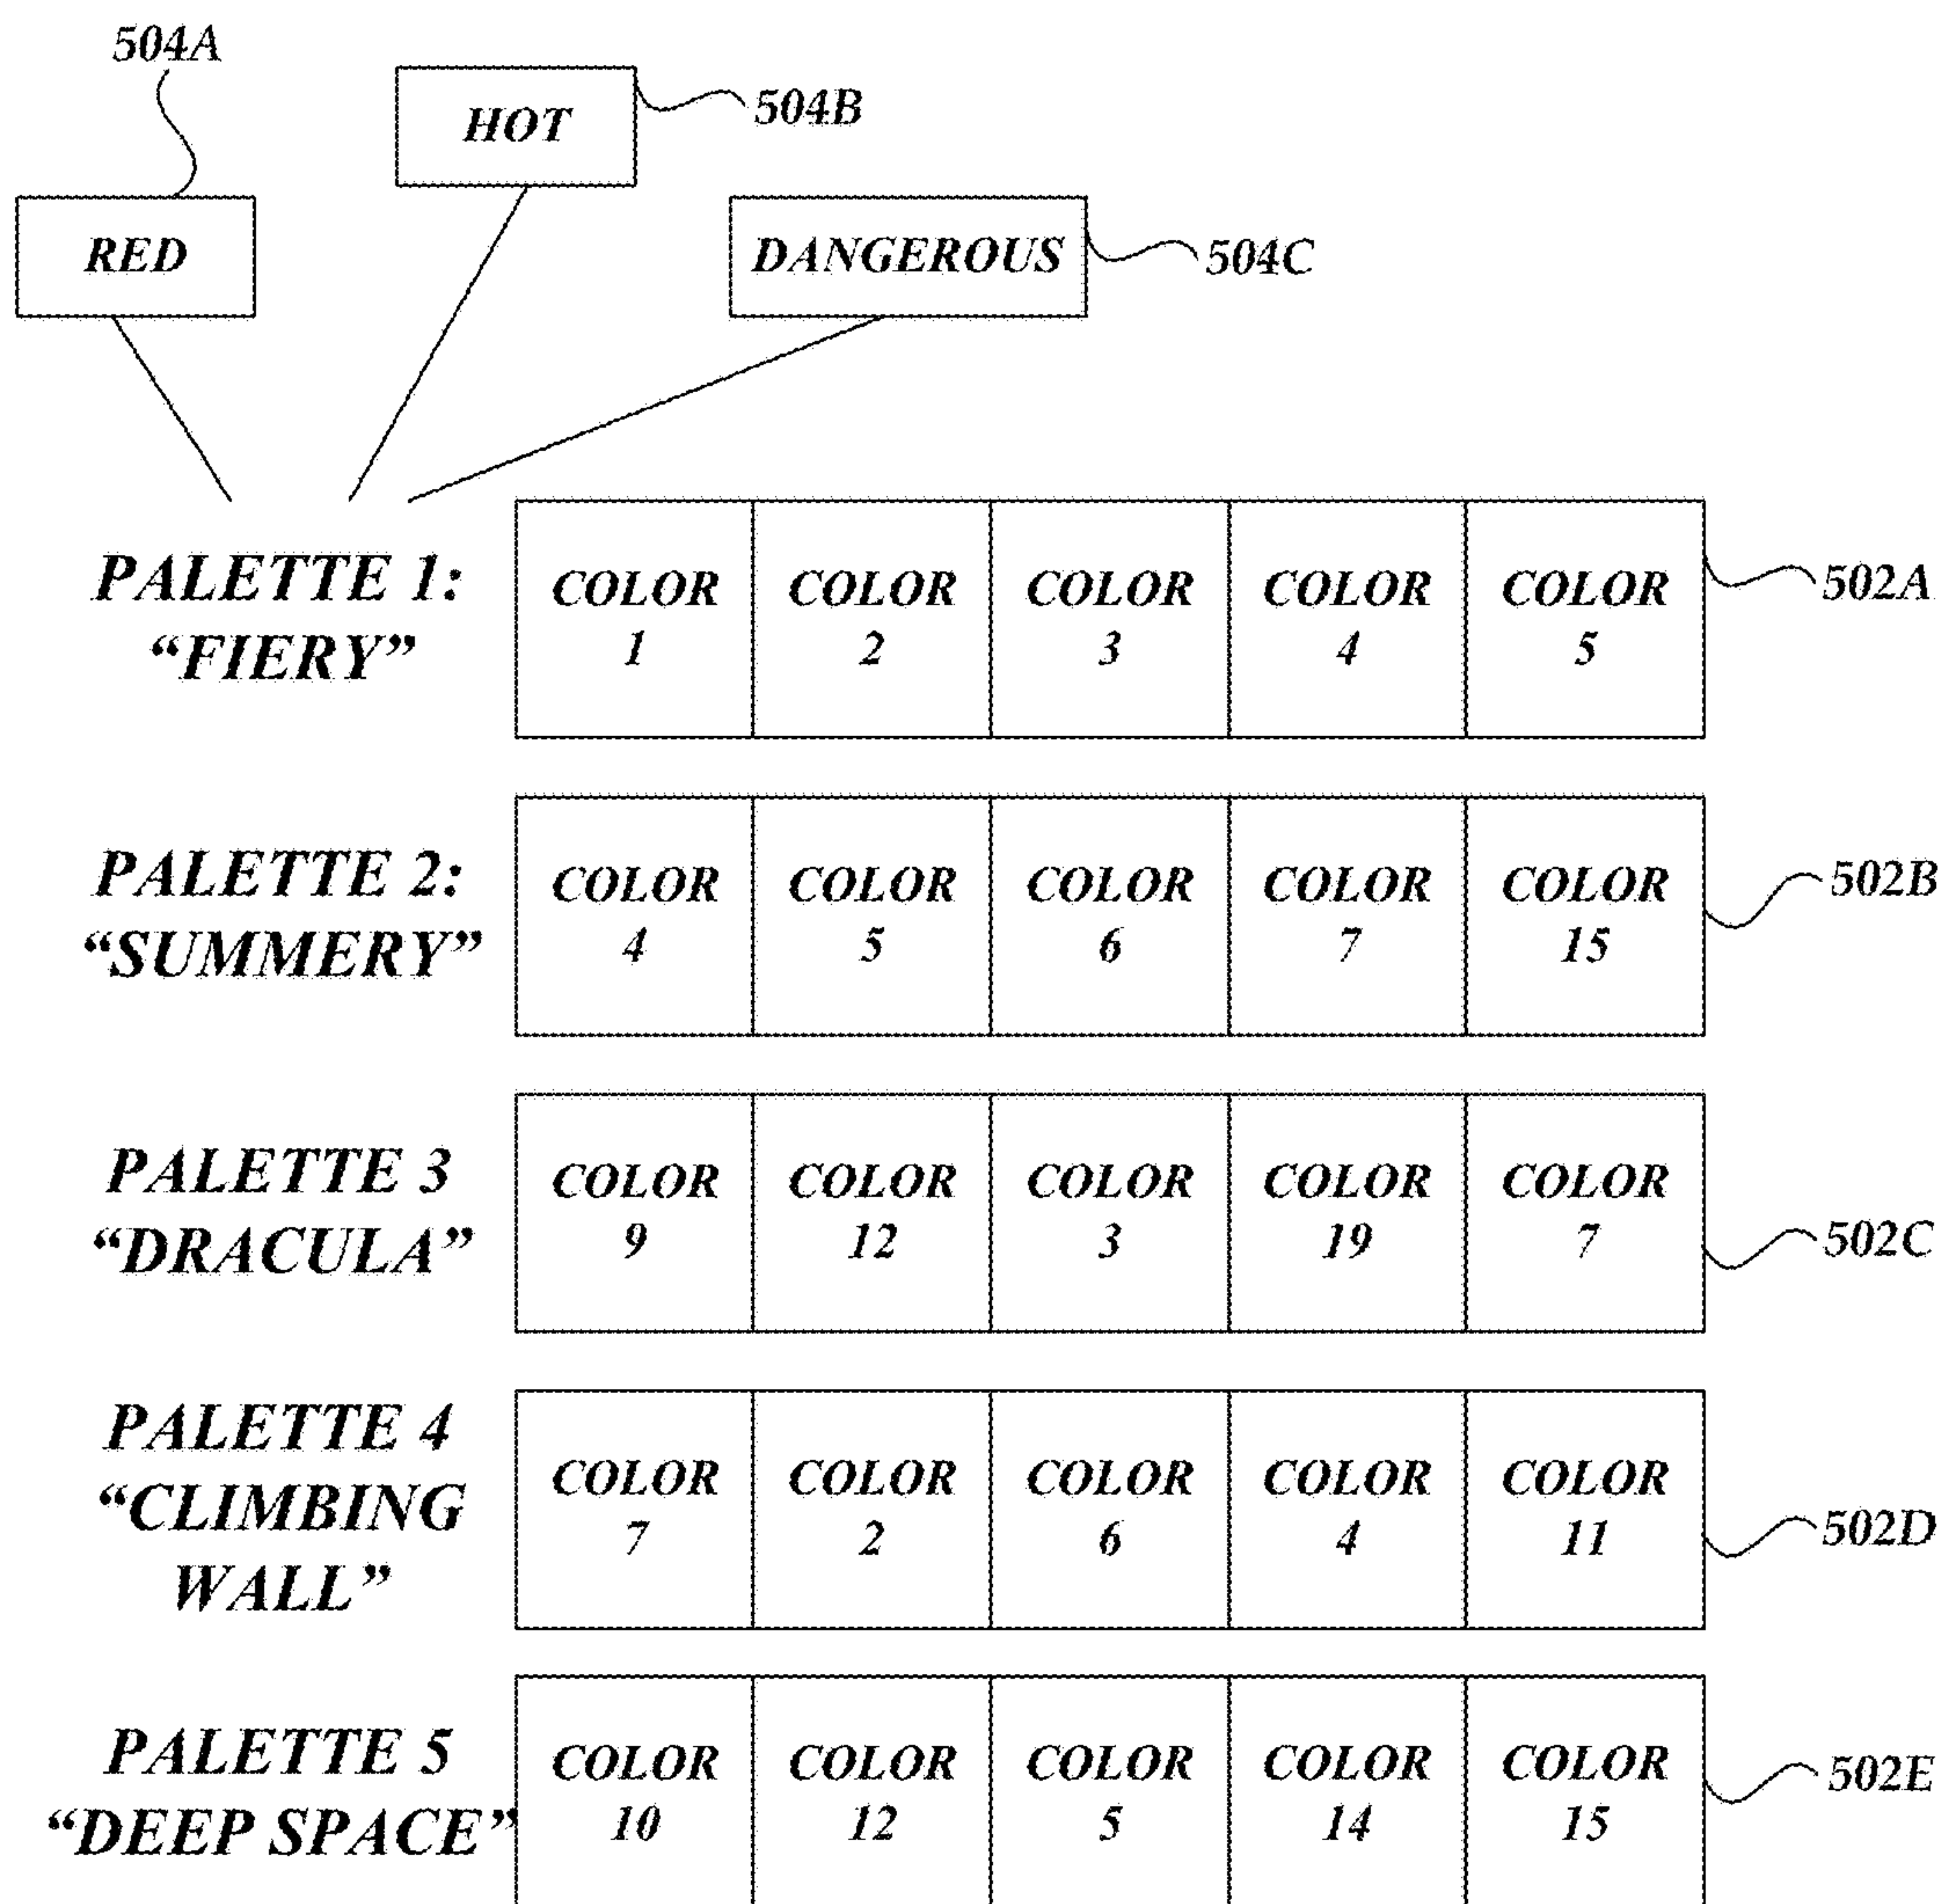 504A
HOT
504B
RED
DANGEROUS
504C
PALETTE 1:
“FIERY”
COLOR
1
COLOR
2
COLOR
3
COLOR
4
COLOR
5
502A
PALETTE 2:
“SUMMERY”
COLOR
4
COLOR
5
COLOR
6
COLOR
7
COLOR
15
502B
PALETTE 3
“DRACULA”
COLOR
9
COLOR
12
COLOR
3
COLOR
19
COLOR
7
502C
PALETTE 4
“CLIMBING
WALL”
COLOR
7
COLOR
2
COLOR
6
COLOR
4
COLOR
11
502D
PALETTE 5
“DEEP SPACE”
COLOR
10
COLOR
12
COLOR
5
COLOR
14
COLOR
15
502E